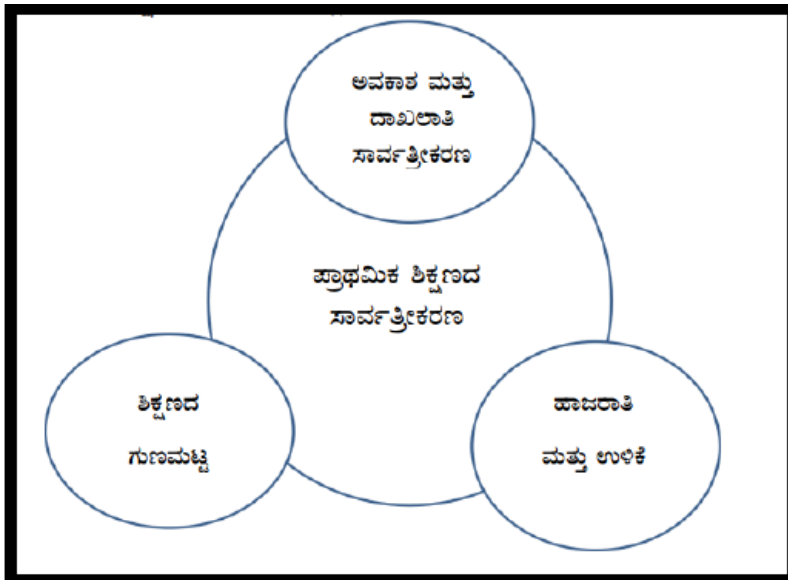 ಅವಕಾಶ ಮತ್ತು
ದಾಖಲಾತಿ
ಸಾರ್ವತ್ರೀಕರಣ
ಪ್ರಾಥಮಿಕ ಶಿಕ್ಷಣದ
ಸಾರ್ವತ್ರೀಕರಣ
ಶಿಕ್ಷಣದ
ಗುಣಮಟ್ಟ
ಹಾಜರಾತಿ
ಮತ್ತು ಉಳಿಕೆ